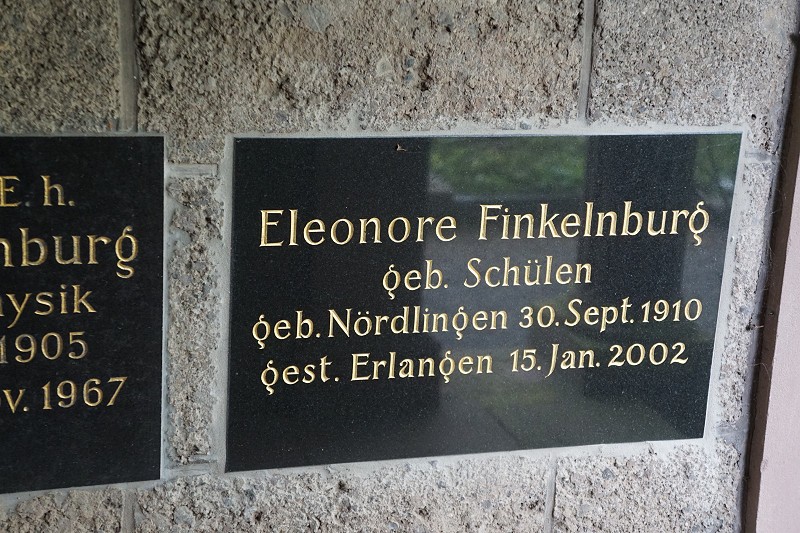 E. h.
nburg
ysik
1905
v. 1967
Eleonore Finkelnburg
geb. Schülen
geb. Nördlingen 30. Sept. 1910
gest. Erlangen 15. Jan. 2002